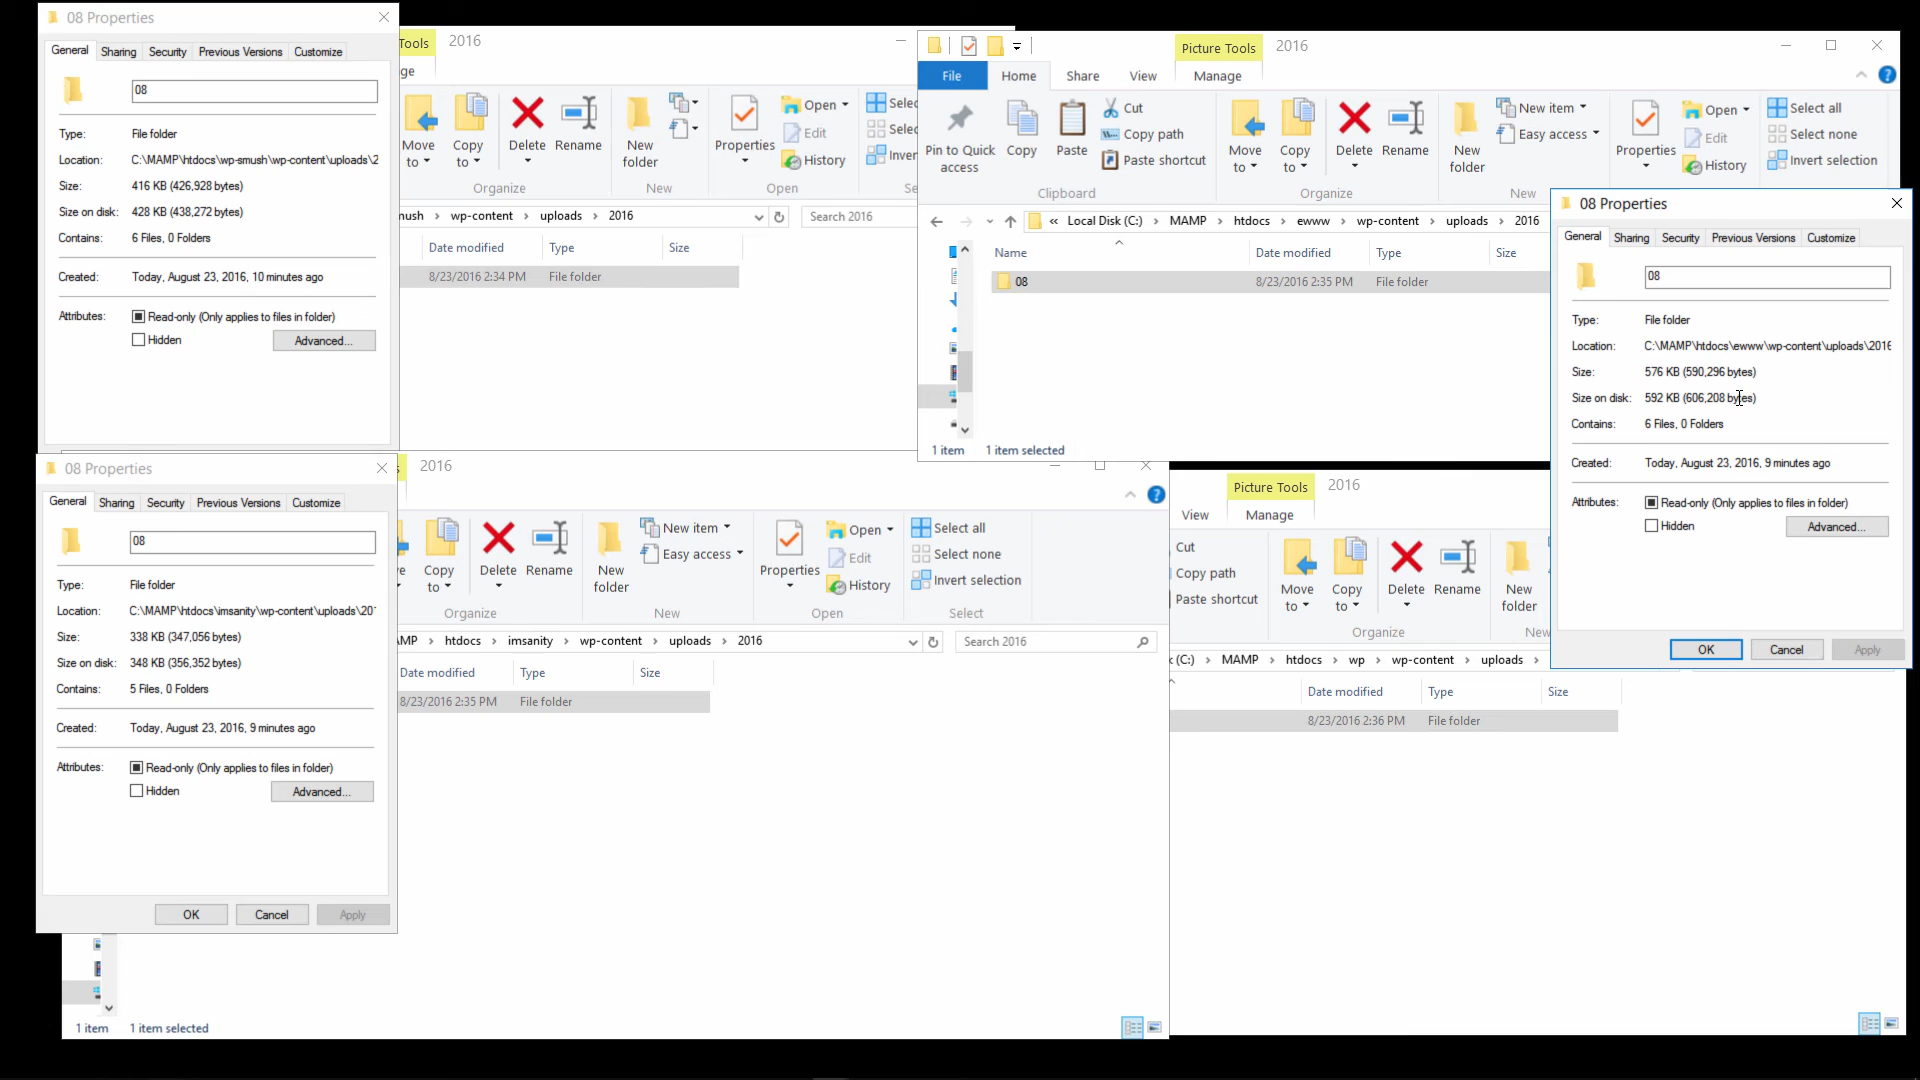 08 Properties
General Sharing Security Previous Versions Customize
08
Type: File folder
Location: C:\MAMP\htdocs\wp-smush\wp-content\uploads\2
Size: 416 KB (426,928 bytes)
Size on disk: 428 KB (438,272 bytes)
Contains: 6 Files, 0 Folders
Created: Today, August 23, 2016, 10 minutes ago
Attributes: Read-only (Only applies to files in folder)
Hidden Advanced...
Tools 2016
ge
Move to Copy to Delete Rename New folder Properties Open Edit History Selec Selec Inver
Organize New Open Se
mush wp-content uploads 2016 Search 2016
Date modified Type Size
8/23/2016 2:34 PM File folder
Picture Tools 2016
File Home Share View Manage
Pin to Quick access Copy Paste Cut Copy path Paste shortcut Move to Copy to Delete Rename New folder New item Easy access Properties Open Edit History Select all Select none Invert selection
Clipboard Organize New
« Local Disk (C:) MAMP htdocs ewww wp-content uploads 2016
Name Date modified Type Size
08 8/23/2016 2:35 PM File folder
1 item 1 item selected
08 Properties
General Sharing Security Previous Versions Customize
08
Type: File folder
Location: C:\MAMP\htdocs\ewww\wp-content\uploads\2016
Size: 576 KB (590,296 bytes)
Size on disk: 592 KB (606,208 bytes)
Contains: 6 Files, 0 Folders
Created: Today, August 23, 2016, 9 minutes ago
Attributes: Read-only (Only applies to files in folder)
Hidden Advanced...
OK Cancel Apply
08 Properties
General Sharing Security Previous Versions Customize
08
Type: File folder
Location: C:\MAMP\htdocs\imsanity\wp-content\uploads\20
Size: 338 KB (347,056 bytes)
Size on disk: 348 KB (356,352 bytes)
Contains: 5 Files, 0 Folders
Created: Today, August 23, 2016, 9 minutes ago
Attributes: Read-only (Only applies to files in folder)
Hidden Advanced...
OK Cancel Apply
s 2016
ve Copy to Delete Rename New folder New item Easy access Properties Open Edit History Select all Select none Invert selection
Organize New Open Select
AMP htdocs imsanity wp-content uploads 2016 Search 2016
Date modified Type Size
8/23/2016 2:35 PM File folder
1 item 1 item selected
Picture Tools 2016
View Manage
Cut Copy path Paste shortcut Move to Copy to Delete Rename New folder
Organize New
k (C:) MAMP htdocs wp wp-content uploads
Date modified Type Size
8/23/2016 2:36 PM File folder